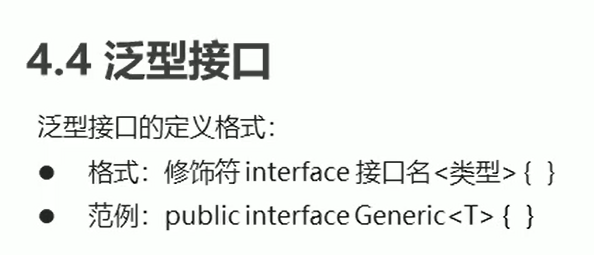 4.4 泛型接口
泛型接口的定义格式：
● 格式：修饰符 interface 接口名<类型> { }
● 范例：public interface Generic<T> { }